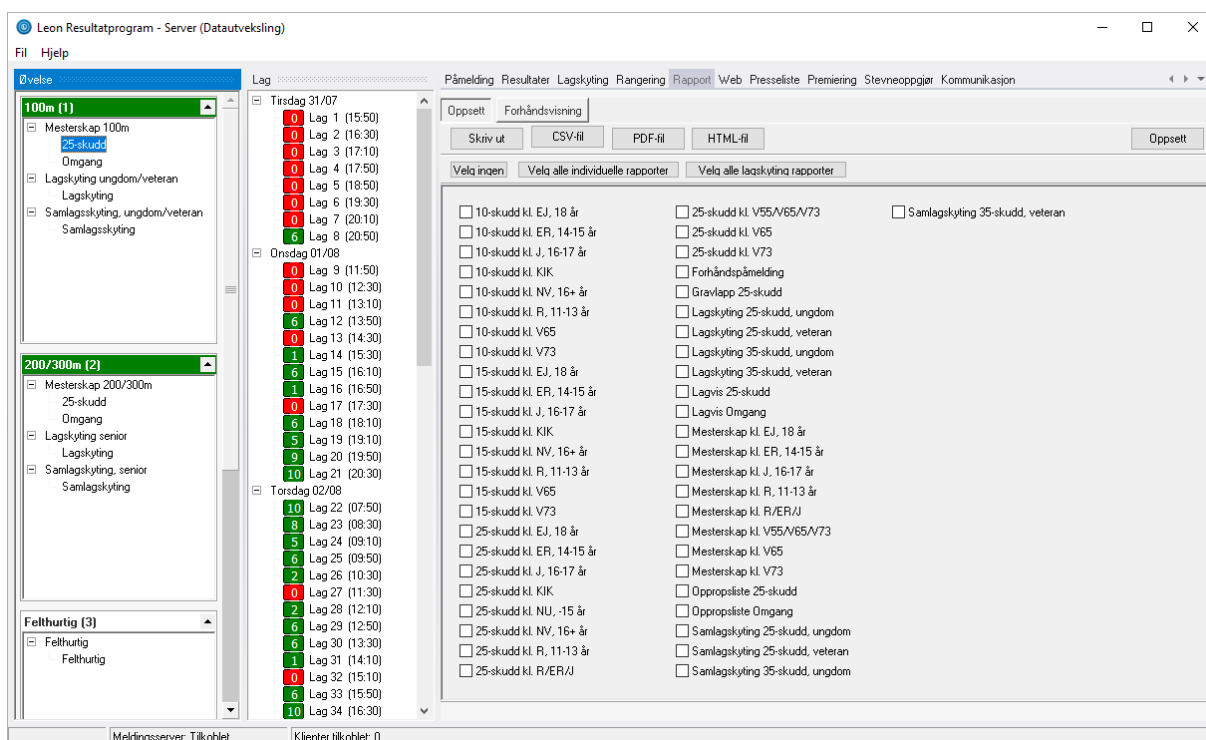 Leon Resultatprogram - Server (Datautveksling)
Fil Hjelp
Øvelse
100m (1)
Mesterskap 100m
25-skudd
Omgang
Lagskyting ungdom/veteran
Lagskyting
Samlagsskyting, ungdom/veteran
Samlagsskyting
200/300m (2)
Mesterskap 200/300m
25-skudd
Omgang
Lagskyting senior
Lagskyting
Samlagskyting, senior
Samlagskyting
Felthurtig (3)
Felthurtig
Felthurtig
Lag
Tirsdag 31/07
0 Lag 1 (15:50)
0 Lag 2 (16:30)
0 Lag 3 (17:10)
0 Lag 4 (17:50)
0 Lag 5 (18:50)
0 Lag 6 (19:30)
0 Lag 7 (20:10)
6 Lag 8 (20:50)
Onsdag 01/08
0 Lag 9 (11:50)
0 Lag 10 (12:30)
0 Lag 11 (13:10)
6 Lag 12 (13:50)
0 Lag 13 (14:30)
1 Lag 14 (15:30)
6 Lag 15 (16:10)
1 Lag 16 (16:50)
0 Lag 17 (17:30)
6 Lag 18 (18:10)
5 Lag 19 (19:10)
9 Lag 20 (19:50)
10 Lag 21 (20:30)
Torsdag 02/08
10 Lag 22 (07:50)
8 Lag 23 (08:30)
5 Lag 24 (09:10)
6 Lag 25 (09:50)
2 Lag 26 (10:30)
0 Lag 27 (11:30)
2 Lag 28 (12:10)
6 Lag 29 (12:50)
6 Lag 30 (13:30)
1 Lag 31 (14:10)
0 Lag 32 (15:10)
6 Lag 33 (15:50)
10 Lag 34 (16:30)
Påmelding Resultater Lagskyting Rangering Rapport Web Presseliste Premiering Stevneoppgjør Kommunikasjon
Oppsett Forhåndsvisning
Skriv ut CSV-fil PDF-fil HTML-fil Oppsett
Velg ingen Velg alle individuelle rapporter Velg alle lagskyting rapporter
10-skudd kl. EJ, 18 år
10-skudd kl. ER, 14-15 år
10-skudd kl. J, 16-17 år
10-skudd kl. KIK
10-skudd kl. NV, 16+ år
10-skudd kl. R, 11-13 år
10-skudd kl. V65
10-skudd kl. V73
15-skudd kl. EJ, 18 år
15-skudd kl. ER, 14-15 år
15-skudd kl. J, 16-17 år
15-skudd kl. KIK
15-skudd kl. NV, 16+ år
15-skudd kl. R, 11-13 år
15-skudd kl. V65
15-skudd kl. V73
25-skudd kl. EJ, 18 år
25-skudd kl. ER, 14-15 år
25-skudd kl. J, 16-17 år
25-skudd kl. KIK
25-skudd kl. NU, -15 år
25-skudd kl. NV, 16+ år
25-skudd kl. R, 11-13 år
25-skudd kl. R/ER/J
25-skudd kl. V55/V65/V73
25-skudd kl. V65
25-skudd kl. V73
Forhåndspåmelding
Gravlapp 25-skudd
Lagskyting 25-skudd, ungdom
Lagskyting 25-skudd, veteran
Lagskyting 35-skudd, ungdom
Lagskyting 35-skudd, veteran
Lagvis 25-skudd
Lagvis Omgang
Mesterskap kl. EJ, 18 år
Mesterskap kl. ER, 14-15 år
Mesterskap kl. J, 16-17 år
Mesterskap kl. R, 11-13 år
Mesterskap kl. R/ER/J
Mesterskap kl. V55/V65/V73
Mesterskap kl. V65
Mesterskap kl. V73
Oppropsliste 25-skudd
Oppropsliste Omgang
Samlagskyting 25-skudd, ungdom
Samlagskyting 25-skudd, veteran
Samlagskyting 35-skudd, ungdom
Samlagskyting 35-skudd, veteran
Meldingsserver: Tilkoblet Klienter tilkoblet: 0